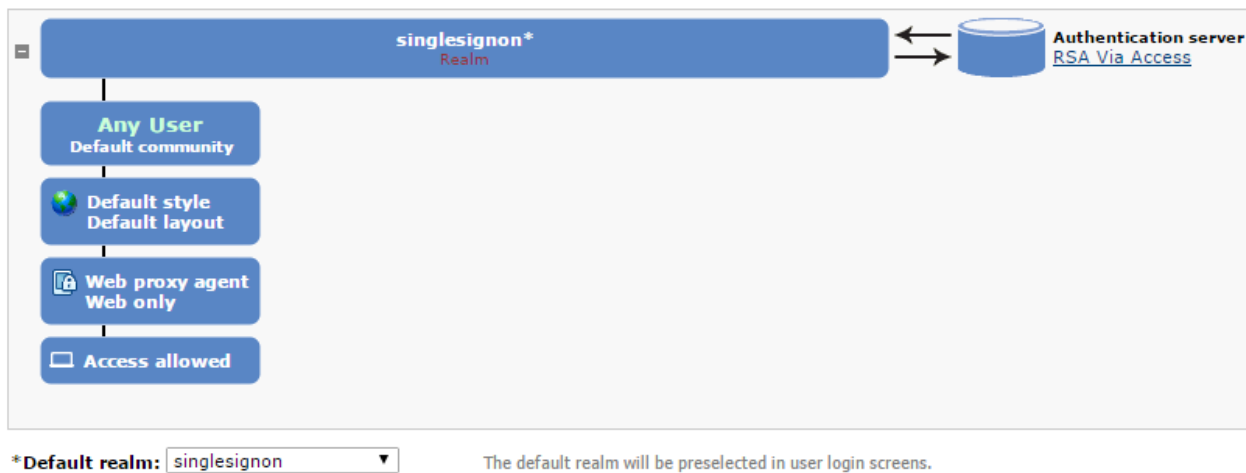 singlesignon*
Realm
Authentication server
RSA Via Access
Any User
Default community
Default style
Default layout
Web proxy agent
Web only
Access allowed
*Default realm: singlesignon The default realm will be preselected in user login screens.